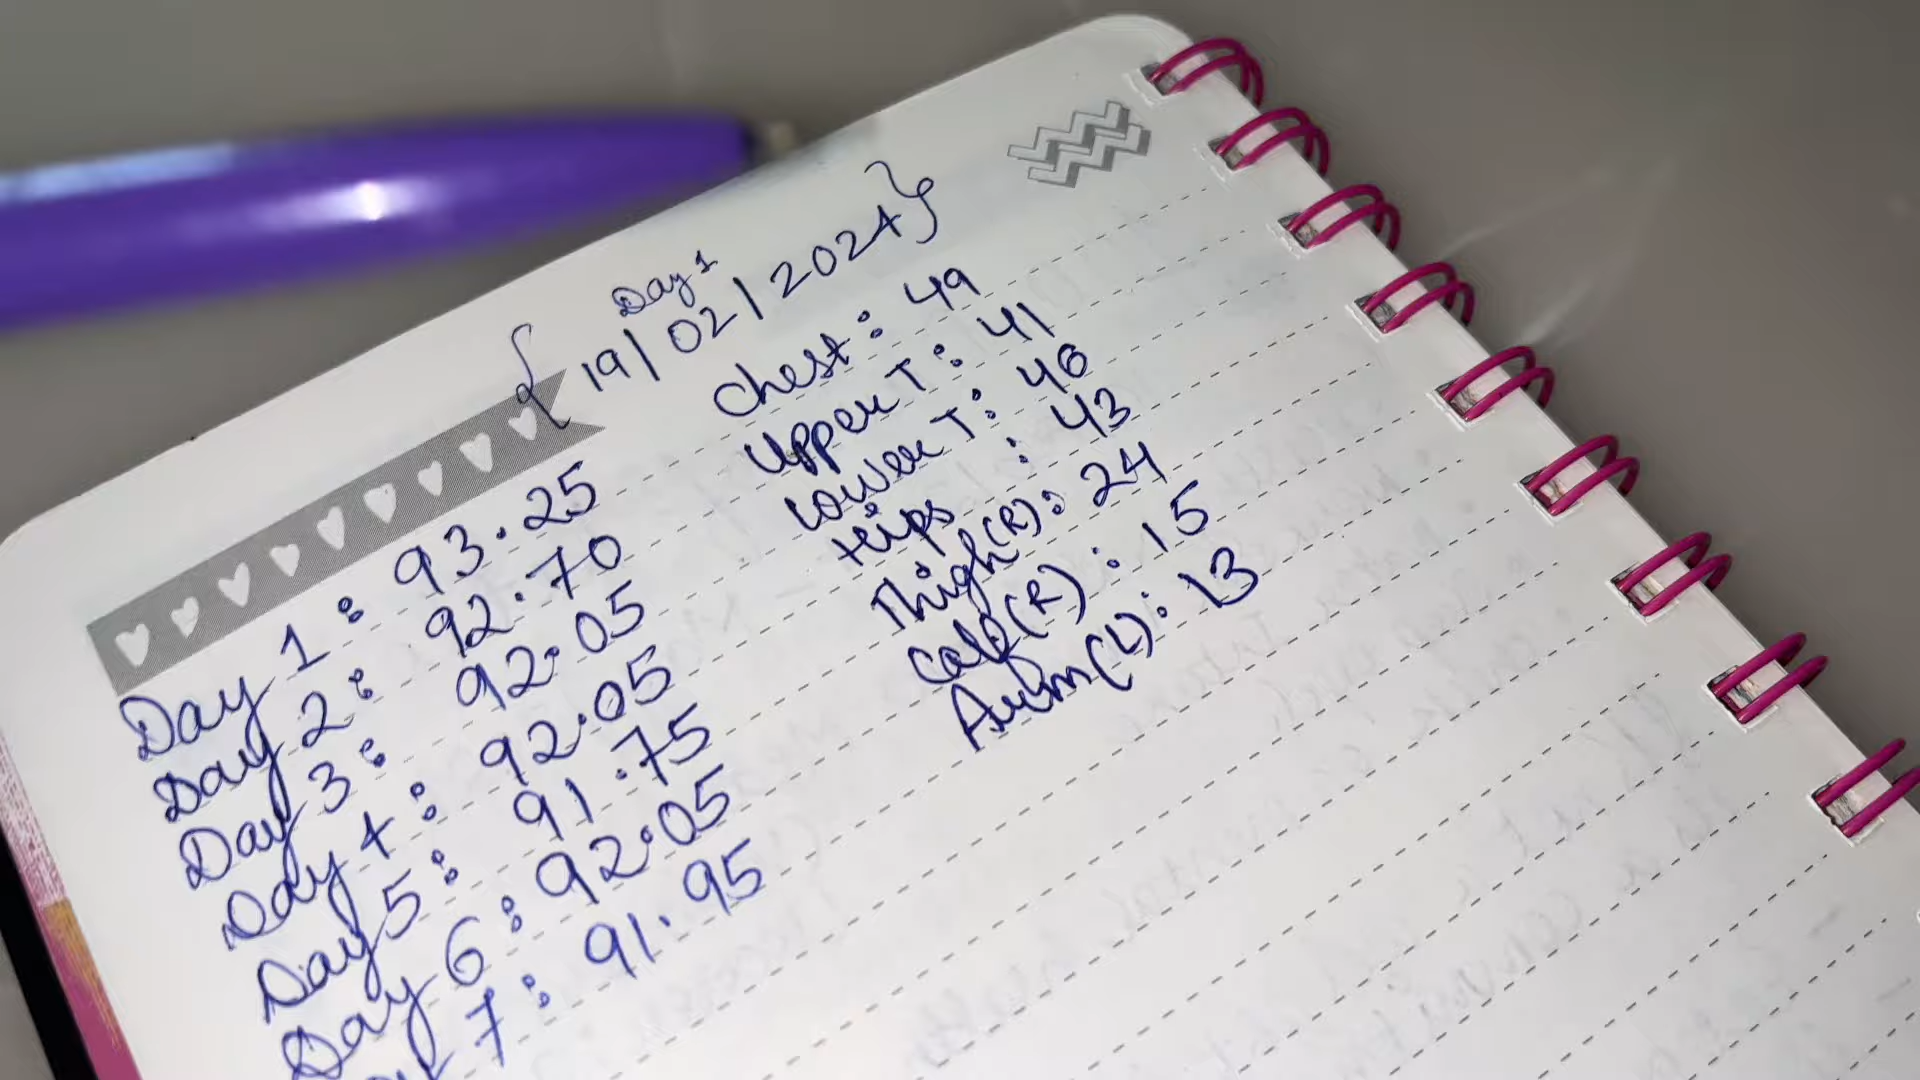 Day 1
{19/02/2024}
Day 1: 93.25
Day 2: 92.70
Day 3: 92.05
Day 4: 92.05
Day 5: 91.75
Day 6: 92.05
7: 91.95
Chest: 49
Upper T: 41
Lower T: 46
Hips: 43
Thigh(R): 24
Calf(R): 15
Arm(L): 13